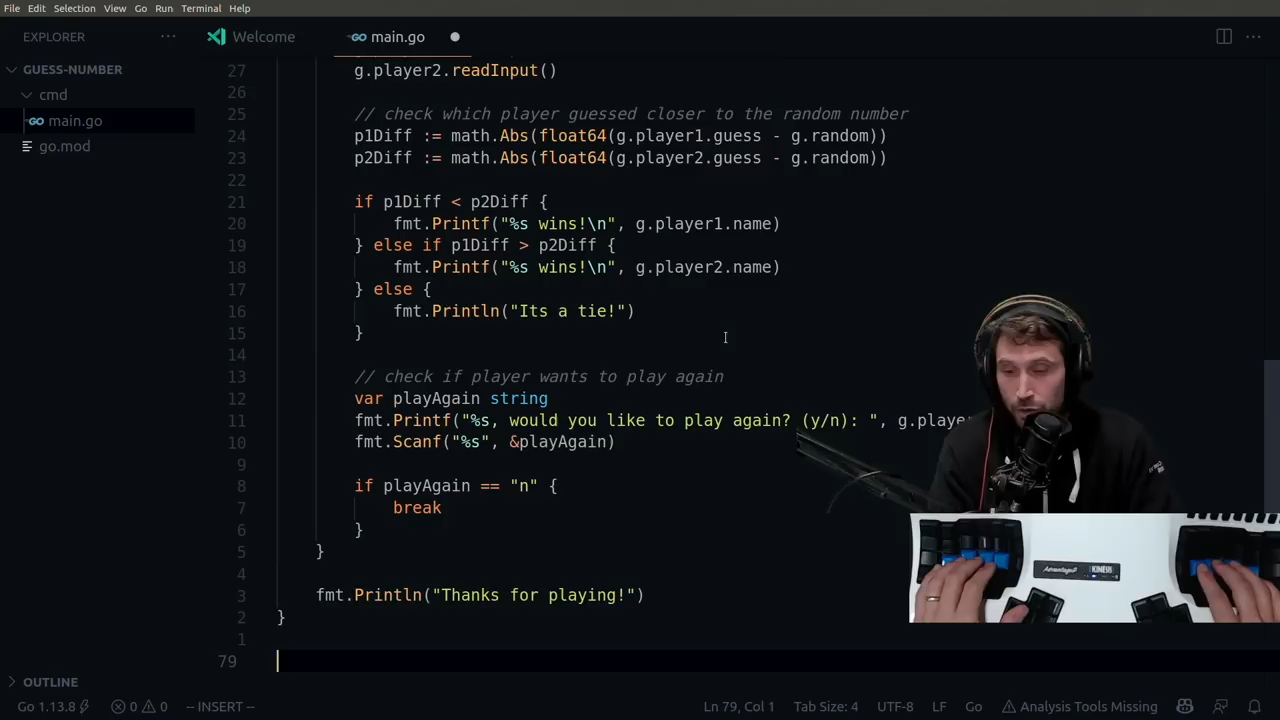 File Edit Selection View Go Run Terminal Help
EXPLORER ···
Welcome
main.go
GUESS-NUMBER
cmd
main.go
go.mod
27 g.player2.readInput()
26
25 // check which player guessed closer to the random number
24 p1Diff := math.Abs(float64(g.player1.guess - g.random))
23 p2Diff := math.Abs(float64(g.player2.guess - g.random))
22
21 if p1Diff < p2Diff {
20 fmt.Printf("%s wins!\n", g.player1.name)
19 } else if p1Diff > p2Diff {
18 fmt.Printf("%s wins!\n", g.player2.name)
17 } else {
16 fmt.Println("Its a tie!")
15 }
14
13 // check if player wants to play again
12 var playAgain string
11 fmt.Printf("%s, would you like to play again? (y/n): ", g.playe
10 fmt.Scanf("%s", &playAgain)
9
8 if playAgain == "n" {
7 break
6 }
5 }
4
3 fmt.Println("Thanks for playing!")
2 }
1
79
KINESIS
OUTLINE
Go 1.13.8 0 0 -- INSERT -- Ln 79, Col 1 Tab Size: 4 UTF-8 LF Go Analysis Tools Missing